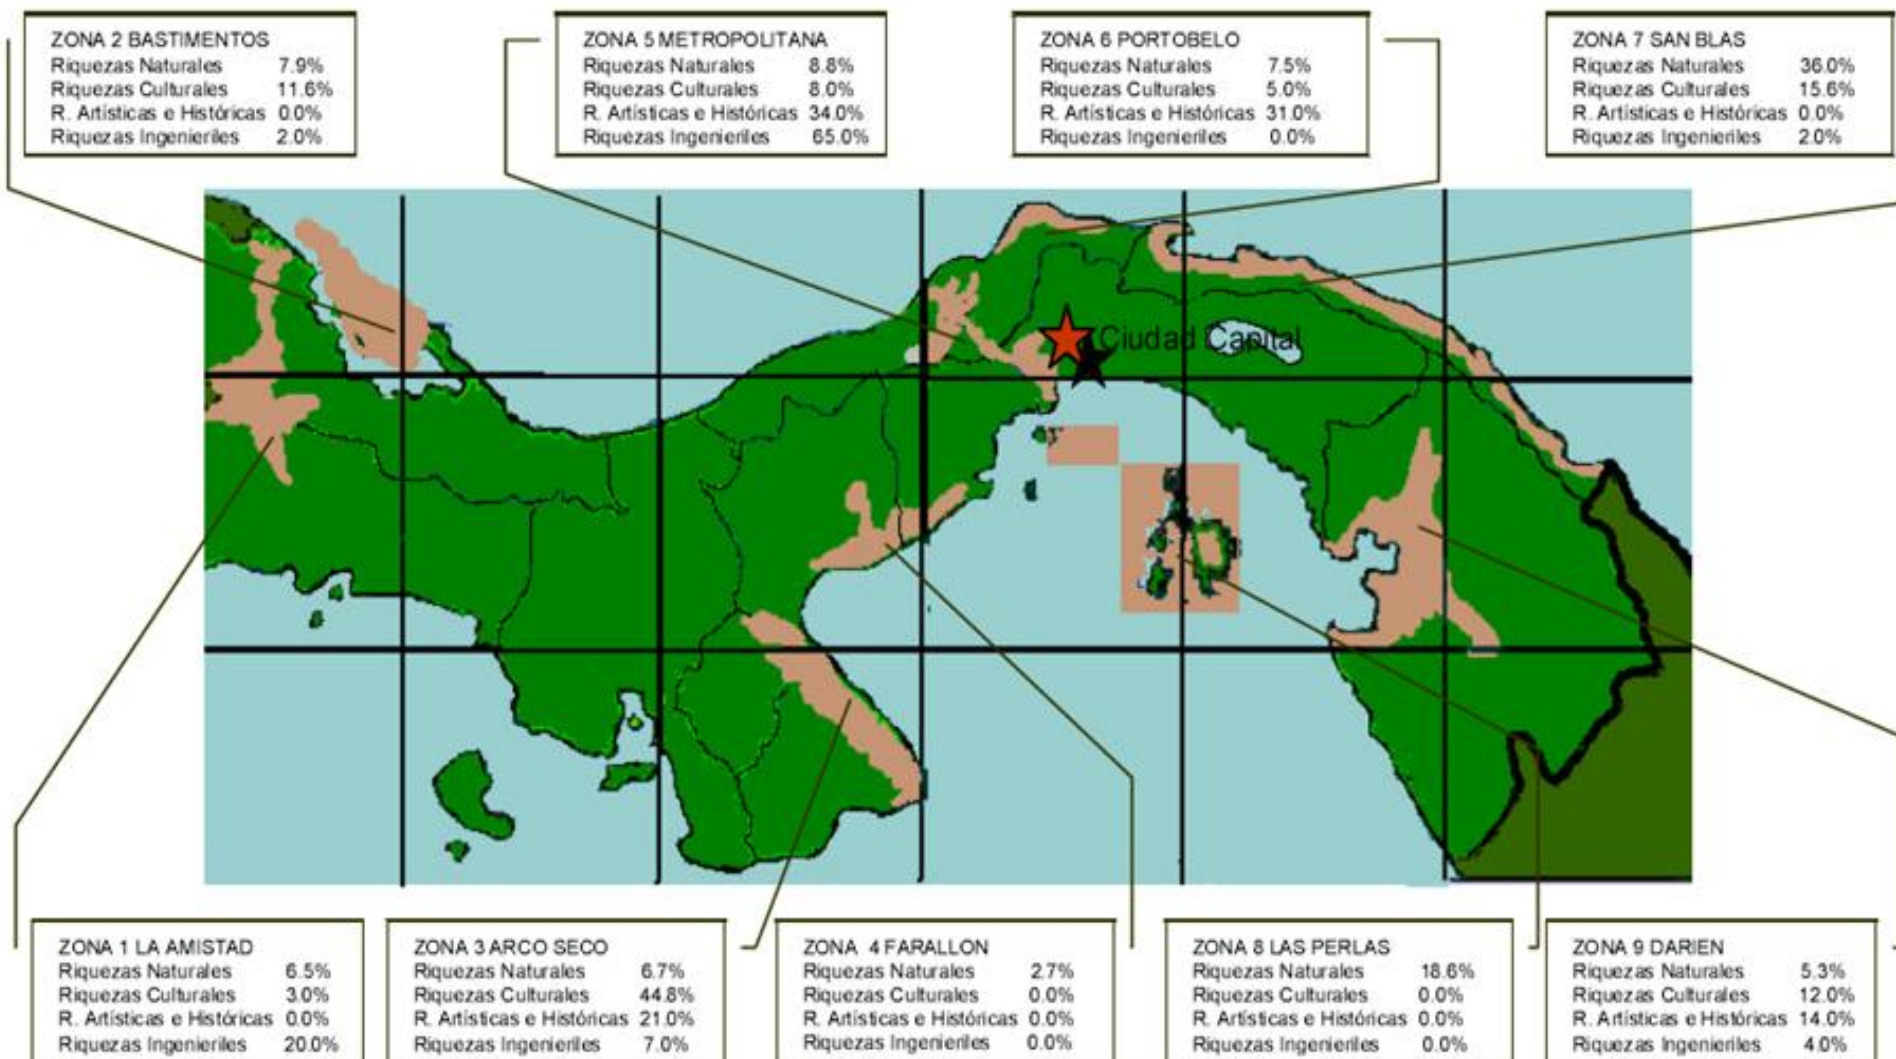 ZONA 2 BASTIMENTOS
Riquezas Naturales 7.9%
Riquezas Culturales 11.6%
R. Artísticas e Históricas 0.0%
Riquezas Ingenieriles 2.0%
ZONA 5 METROPOLITANA
Riquezas Naturales 8.8%
Riquezas Culturales 8.0%
R. Artísticas e Históricas 34.0%
Riquezas Ingenieriles 65.0%
ZONA 6 PORTOBELO
Riquezas Naturales 7.5%
Riquezas Culturales 5.0%
R. Artísticas e Históricas 31.0%
Riquezas Ingenieriles 0.0%
ZONA 7 SAN BLAS
Riquezas Naturales 36.0%
Riquezas Culturales 15.6%
R. Artísticas e Históricas 0.0%
Riquezas Ingenieriles 2.0%
Ciudad Capital
ZONA 1 LA AMISTAD
Riquezas Naturales 6.5%
Riquezas Culturales 3.0%
R. Artísticas e Históricas 0.0%
Riquezas Ingenieriles 20.0%
ZONA 3 ARCO SECO
Riquezas Naturales 6.7%
Riquezas Culturales 44.8%
R. Artísticas e Históricas 21.0%
Riquezas Ingenieriles 7.0%
ZONA 4 FARALLON
Riquezas Naturales 2.7%
Riquezas Culturales 0.0%
R. Artísticas e Históricas 0.0%
Riquezas Ingenieriles 0.0%
ZONA 8 LAS PERLAS
Riquezas Naturales 18.6%
Riquezas Culturales 0.0%
R. Artísticas e Históricas 0.0%
Riquezas Ingenieriles 0.0%
ZONA 9 DARIEN
Riquezas Naturales 5.3%
Riquezas Culturales 12.0%
R. Artísticas e Históricas 14.0%
Riquezas Ingenieriles 4.0%